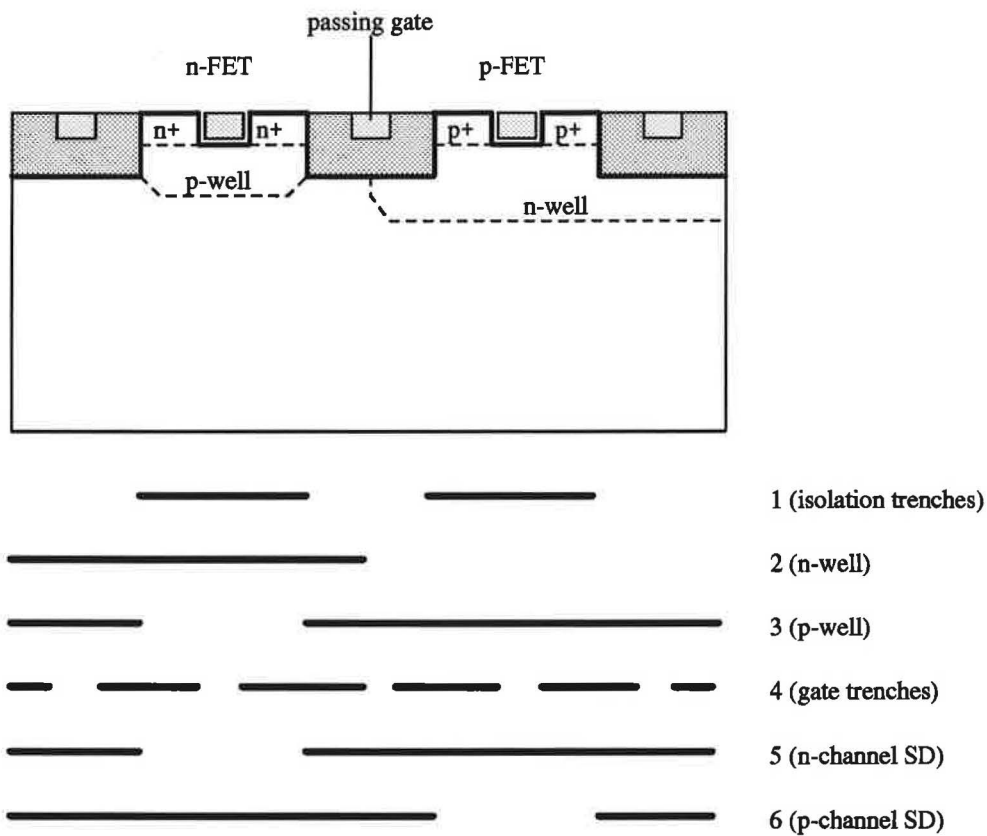 passing gate
n-FET
p-FET
n+
n+
p+
p+
p-well
n-well
1 (isolation trenches)
2 (n-well)
3 (p-well)
4 (gate trenches)
5 (n-channel SD)
6 (p-channel SD)